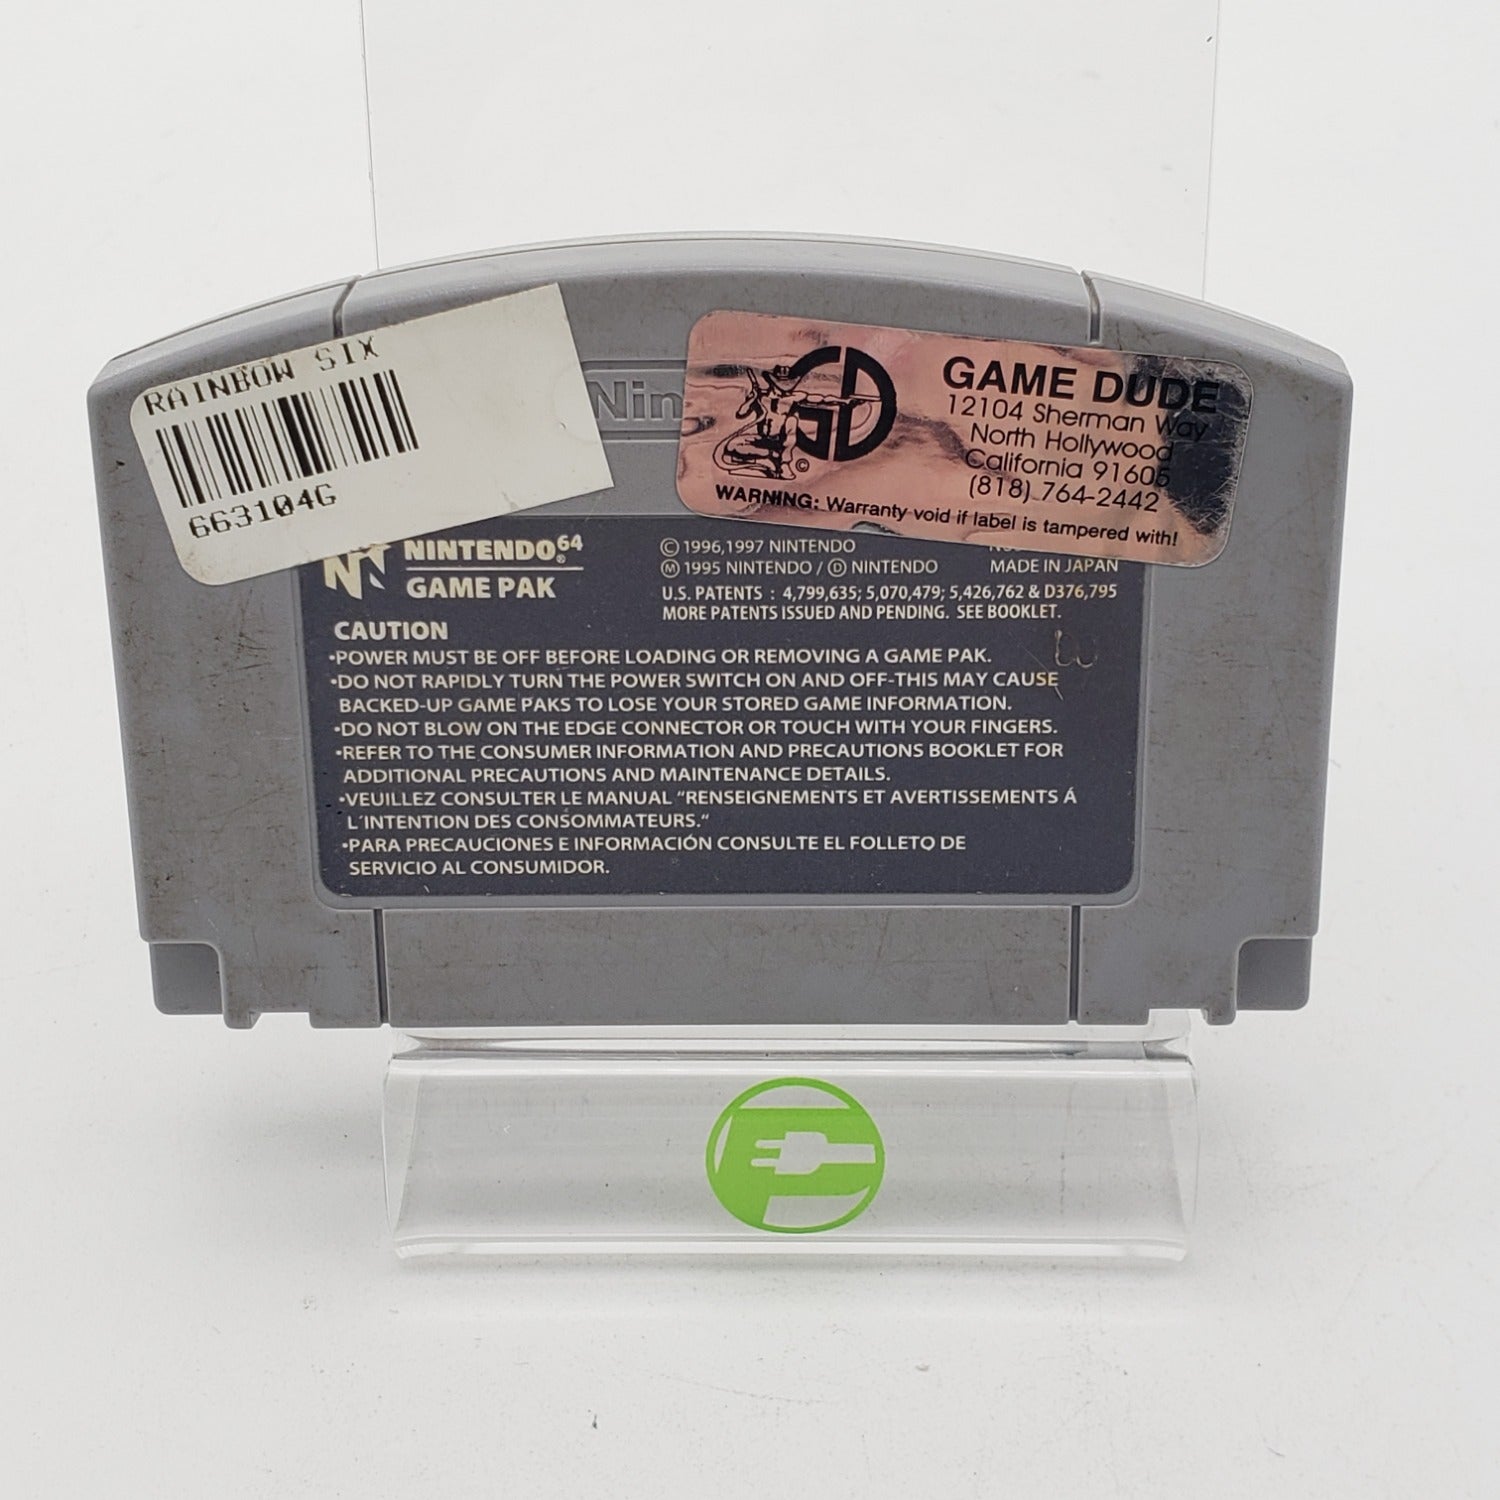 RAINBOW SIX
663104G
Nin
GD
©
GAME DUDE
12104 Sherman Way
North Hollywood
California 91605
(818) 764-2442
WARNING: Warranty void if label is tampered with!
N NINTENDO64 ®
GAME PAK
© 1996,1997 NINTENDO
Ⓜ 1995 NINTENDO / Ⓓ NINTENDO
MADE IN JAPAN
U.S. PATENTS : 4,799,635; 5,070,479; 5,426,762 & D376,795
MORE PATENTS ISSUED AND PENDING. SEE BOOKLET.
CAUTION
•POWER MUST BE OFF BEFORE LOADING OR REMOVING A GAME PAK.
•DO NOT RAPIDLY TURN THE POWER SWITCH ON AND OFF-THIS MAY CAUSE
BACKED-UP GAME PAKS TO LOSE YOUR STORED GAME INFORMATION.
•DO NOT BLOW ON THE EDGE CONNECTOR OR TOUCH WITH YOUR FINGERS.
•REFER TO THE CONSUMER INFORMATION AND PRECAUTIONS BOOKLET FOR
ADDITIONAL PRECAUTIONS AND MAINTENANCE DETAILS.
•VEUILLEZ CONSULTER LE MANUAL "RENSEIGNEMENTS ET AVERTISSEMENTS Á
L'INTENTION DES CONSOMMATEURS."
•PARA PRECAUCIONES E INFORMACIÓN CONSULTE EL FOLLETO DE
SERVICIO AL CONSUMIDOR.